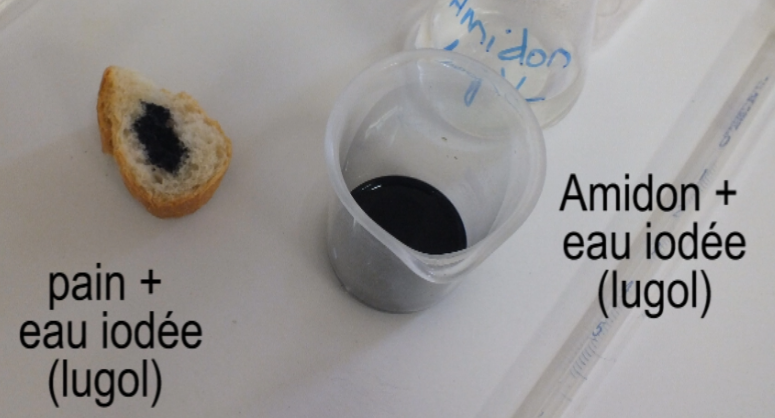 Amidon
Amidon +
eau iodée
(lugol)
pain +
eau iodée
(lugol)